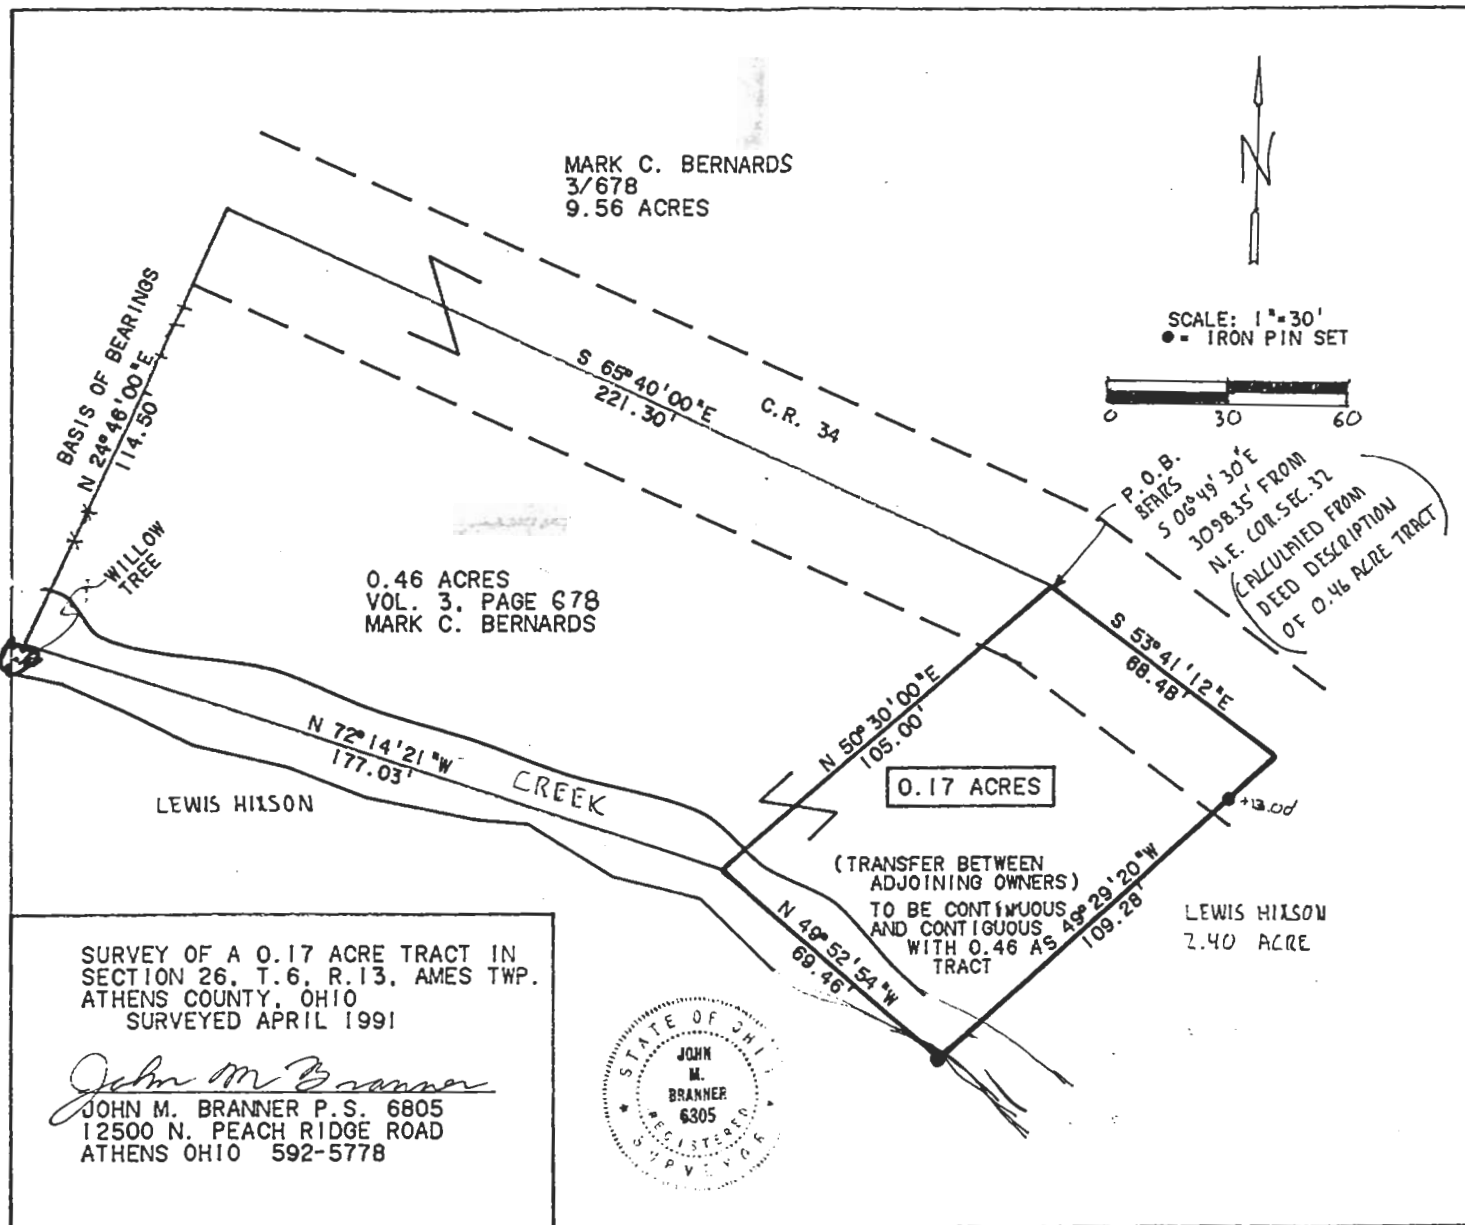 MARK C. BERNARDS
3/678
9.56 ACRES
N
SCALE: 1"=30'
●= IRON PIN SET
0 30 60
BASIS OF BEARINGS
N 24°46'00"E
114.50'
S 65°40'00"E
221.30'
C.R. 34
P.O.B.
BEARS
S 06°49'30"E
3098.35' FROM
N.E. COR. SEC. 32
(CALCULATED FROM
DEED DESCRIPTION
OF 0.46 ACRE TRACT)
WILLOW
TREE
0.46 ACRES
VOL. 3, PAGE 678
MARK C. BERNARDS
S 53°41'12"E
68.48'
N 50°30'00"E
105.00'
N 72°14'21"W
177.03'
CREEK
LEWIS HIXSON
0.17 ACRES
(TRANSFER BETWEEN
ADJOINING OWNERS)
TO BE CONTINUOUS
AND CONTIGUOUS
WITH 0.46 AS
TRACT
S 49°29'20"W
109.28'
N 49°52'54"W
69.46'
LEWIS HIXSON
2.40 ACRE
SURVEY OF A 0.17 ACRE TRACT IN
SECTION 26, T.6, R.13, AMES TWP.
ATHENS COUNTY, OHIO
SURVEYED APRIL 1991
John M Branner
JOHN M. BRANNER P.S. 6805
12500 N. PEACH RIDGE ROAD
ATHENS OHIO 592-5778
STATE OF OHIO
JOHN
M.
BRANNER
6305
REGISTERED
SURVEYOR